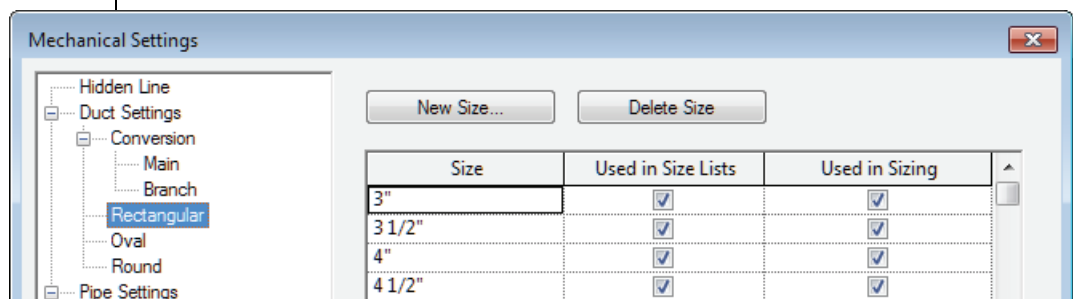 Mechanical Settings
Hidden Line
Duct Settings
Conversion
Main
Branch
Rectangular
Oval
Round
Pipe Settings
New Size... Delete Size
Size Used in Size Lists Used in Sizing
3"
3 1/2"
4"
4 1/2"